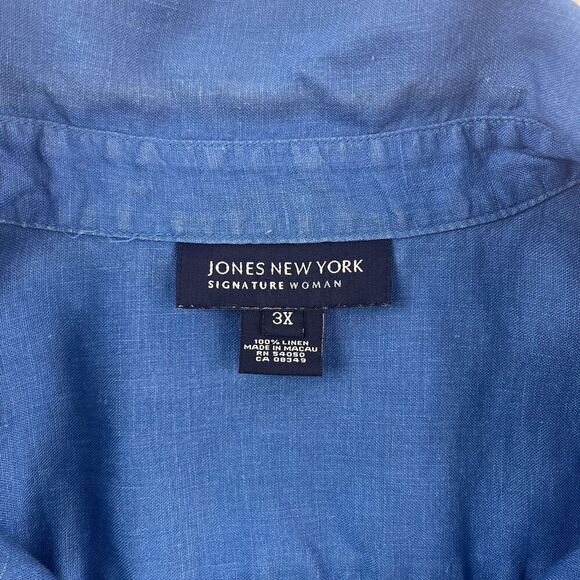 JONES NEW YORK
SIGNATURE WOMAN
3X
100% LINEN
MADE IN MACAU
RN 54050
CA 08349